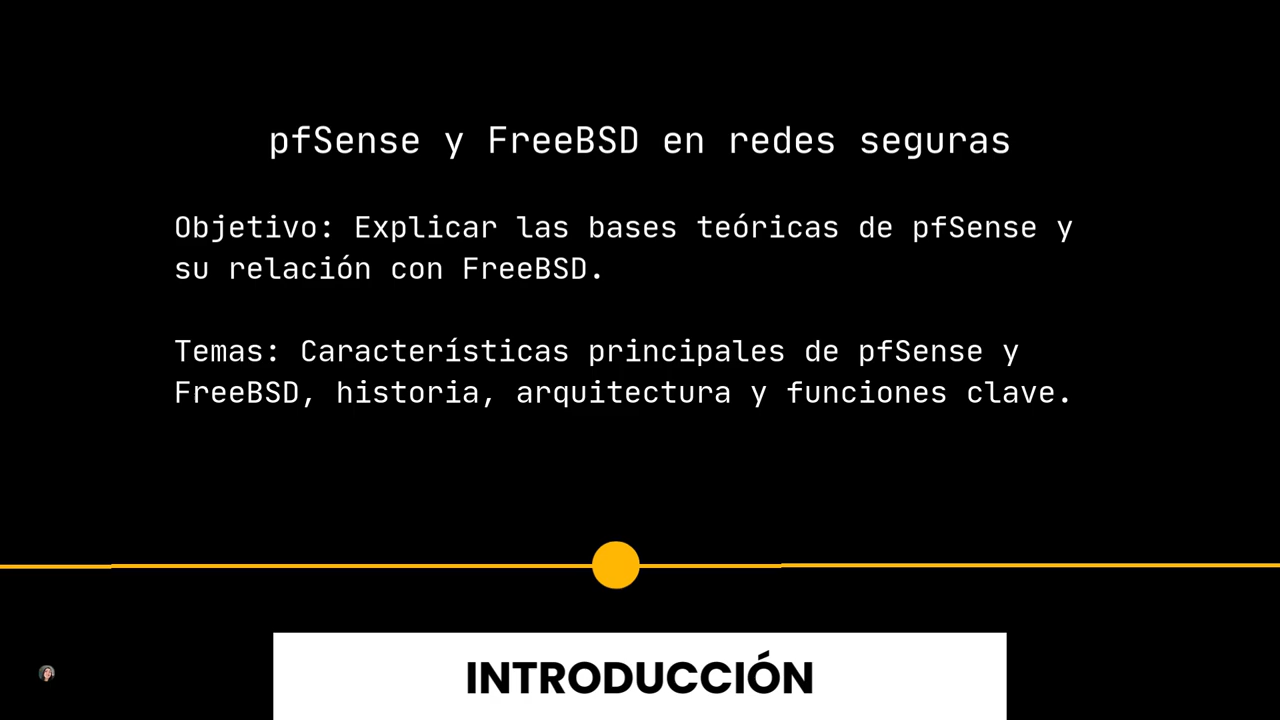 pfSense y FreeBSD en redes seguras
Objetivo: Explicar las bases teóricas de pfSense y
su relación con FreeBSD.
Temas: Características principales de pfSense y
FreeBSD, historia, arquitectura y funciones clave.
INTRODUCCIÓN